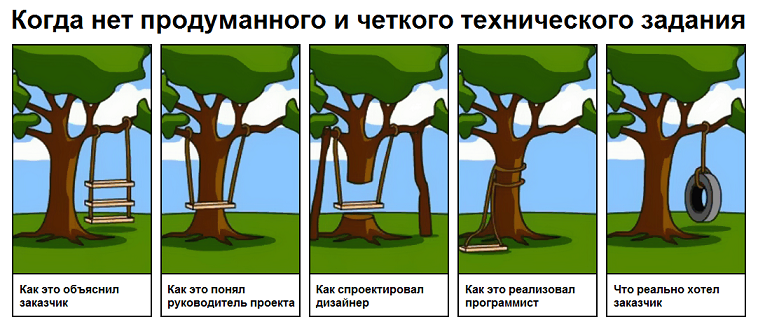 Когда нет продуманного и четкого технического задания
Как это объяснил
заказчик
Как это понял
руководитель проекта
Как спроектировал
дизайнер
Как это реализовал
программист
Что реально хотел
заказчик